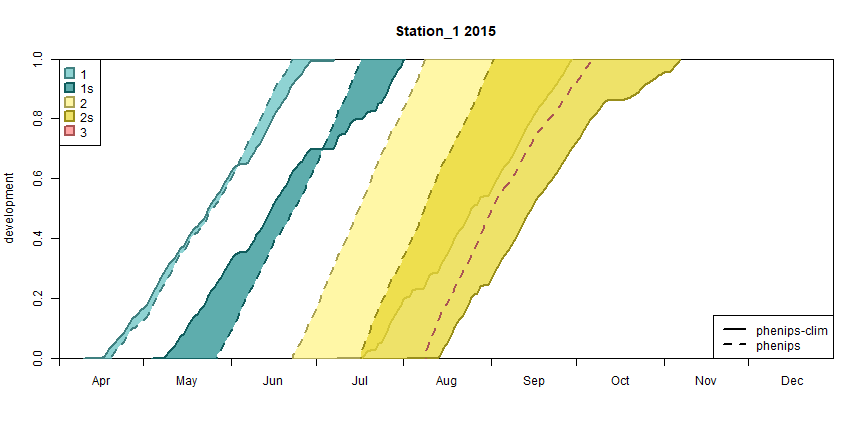 Station_1 2015
development
1.0
0.8
0.6
0.4
0.2
0.0
1
1s
2
2s
3
phenips-clim
phenips
Apr May Jun Jul Aug Sep Oct Nov Dec